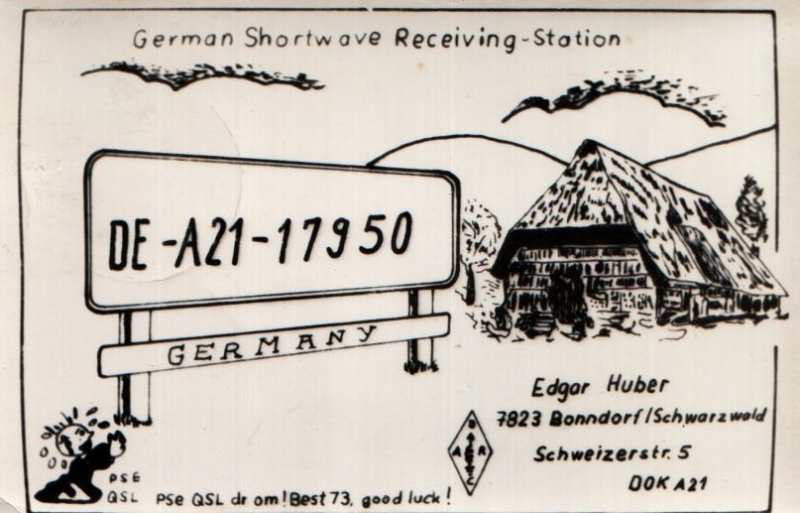 German Shortwave Receiving-Station
DE-A21-17950
GERMANY
Edgar Huber
7823 Bonndorf/Schwarzwald
Schweizerstr. 5
DOK A21
D
A R
C
PSE
QSL
PSe QSL dr om! Best 73, good luck!